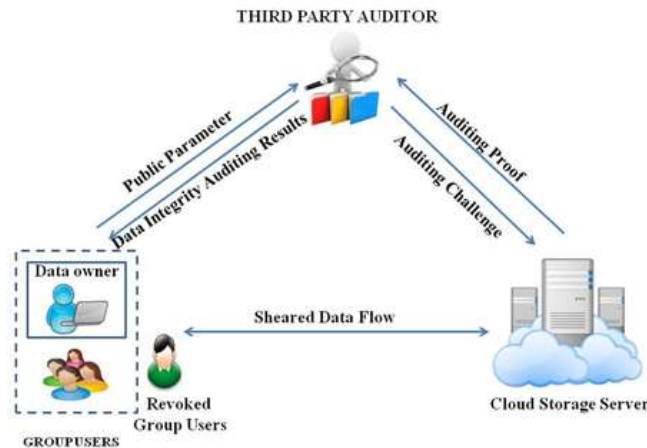 THIRD PARTY AUDITOR
Public Parameter
Data Integrity Auditing Results
Auditing Proof
Auditing Challenge
Data owner
Sheared Data Flow
Revoked
Group Users
Cloud Storage Server
GROUPUSERS